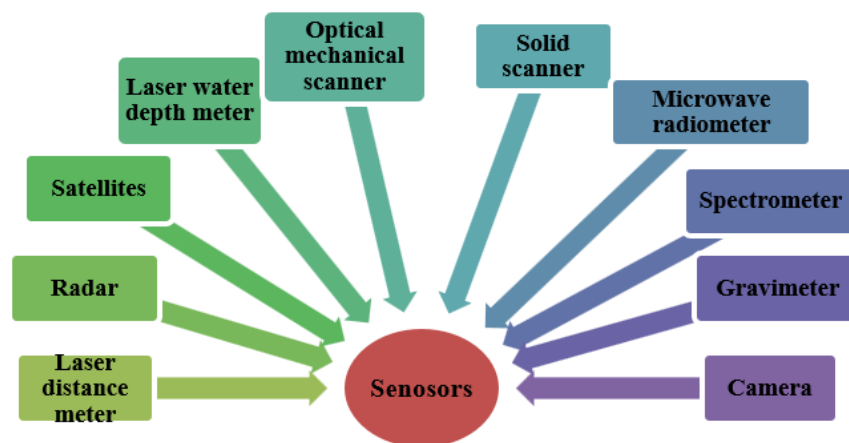 Optical
mechanical
scanner
Solid
scanner
Laser water
depth meter
Microwave
radiometer
Satellites
Spectrometer
Radar
Gravimeter
Laser
distance
meter
Senosors
Camera